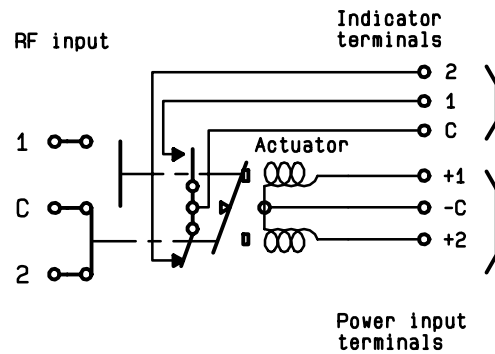 Indicator
terminals
RF input
2
1
C
Actuator
1
+1
C
-C
+2
2
Power input
terminals